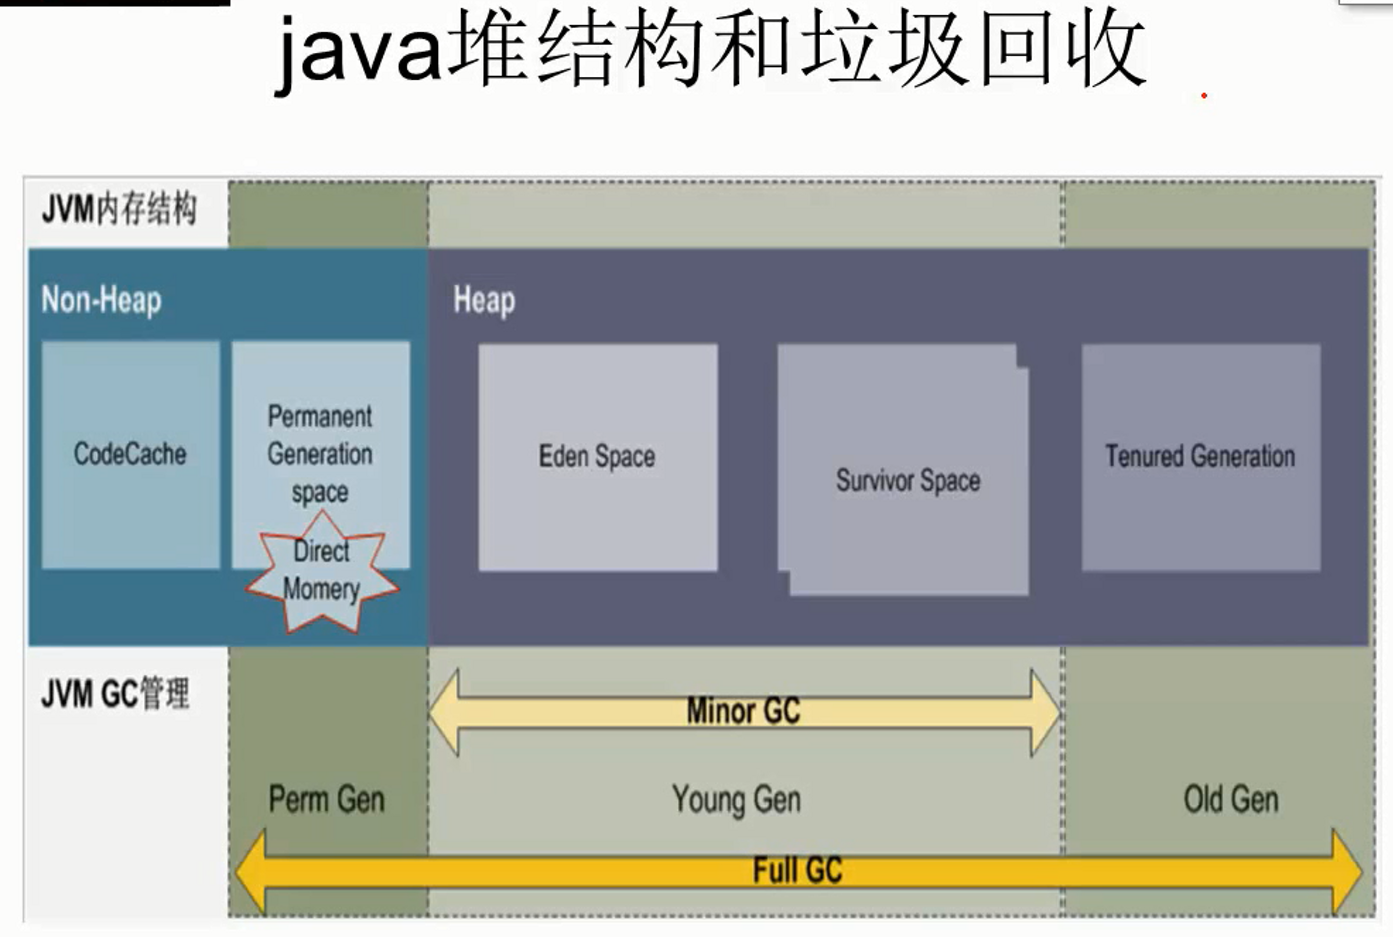 java堆结构和垃圾回收
JVM内存结构
Non-Heap
Heap
CodeCache
Permanent
Generation
space
Direct
Momery
Eden Space
Survivor Space
Tenured Generation
JVM GC管理
Minor GC
Perm Gen
Young Gen
Old Gen
Full GC